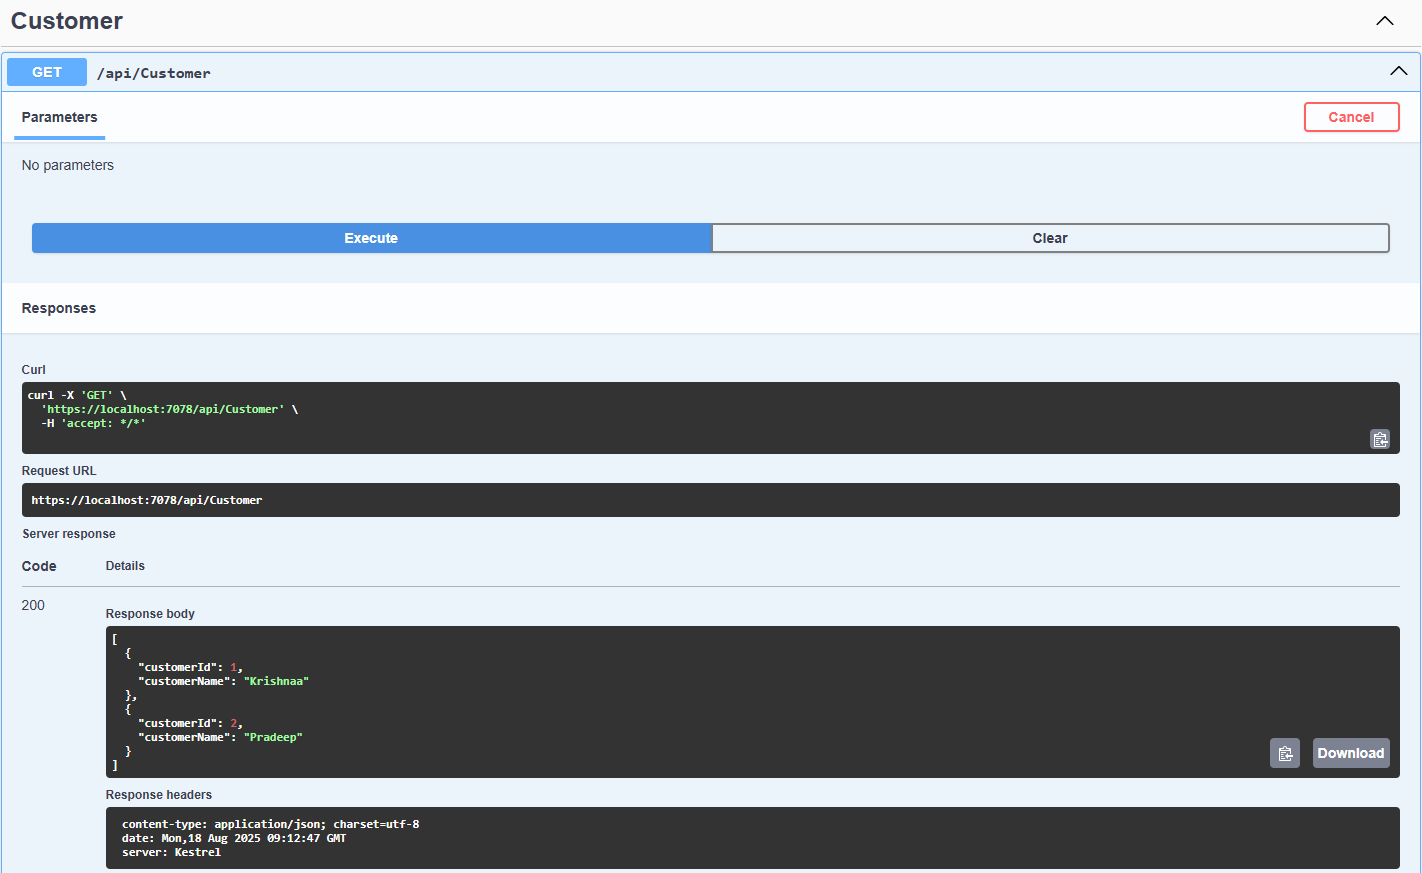 Customer
GET /api/Customer
Parameters Cancel
No parameters
Execute Clear
Responses
Curl
curl -X 'GET' \
  'https://localhost:7078/api/Customer' \
  -H 'accept: */*'
Request URL
https://localhost:7078/api/Customer
Server response
Code Details
200
Response body
[
  {
    "customerId": 1,
    "customerName": "Krishnaa"
  },
  {
    "customerId": 2,
    "customerName": "Pradeep"
  }
]
Download
Response headers
content-type: application/json; charset=utf-8
date: Mon,18 Aug 2025 09:12:47 GMT
server: Kestrel